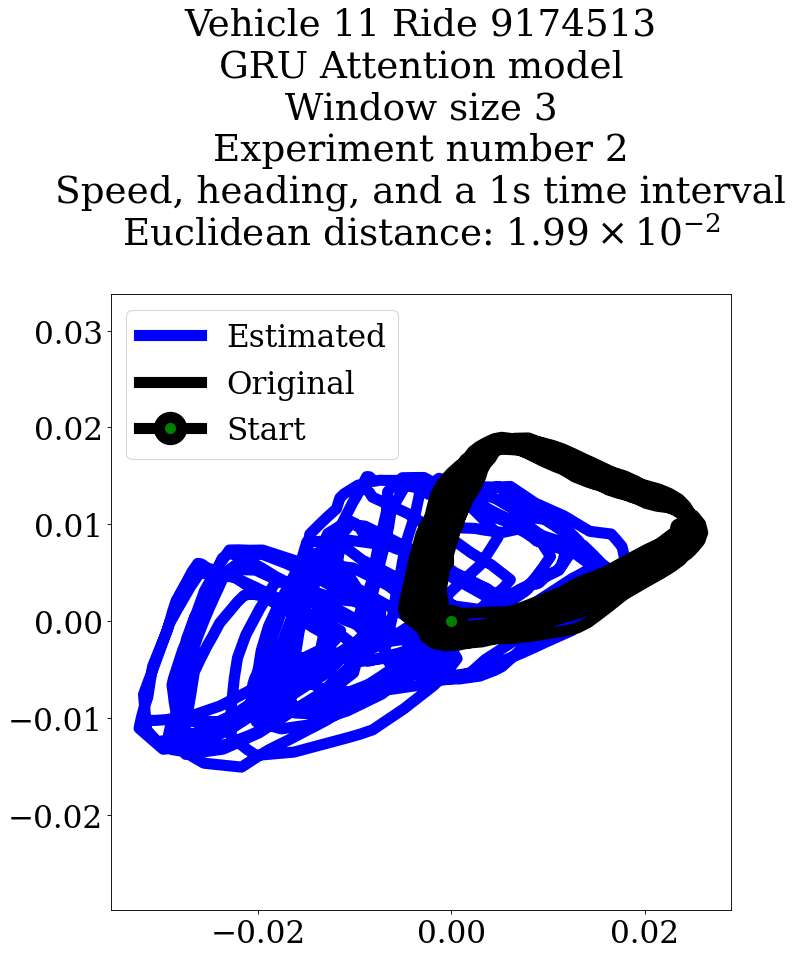 Vehicle 11 Ride 9174513
GRU Attention model
Window size 3
Experiment number 2
Speed, heading, and a 1s time interval
Euclidean distance: 1.99 × 10⁻²
Estimated
Original
Start
0.03
0.02
0.01
0.00
−0.01
−0.02
−0.02 0.00 0.02